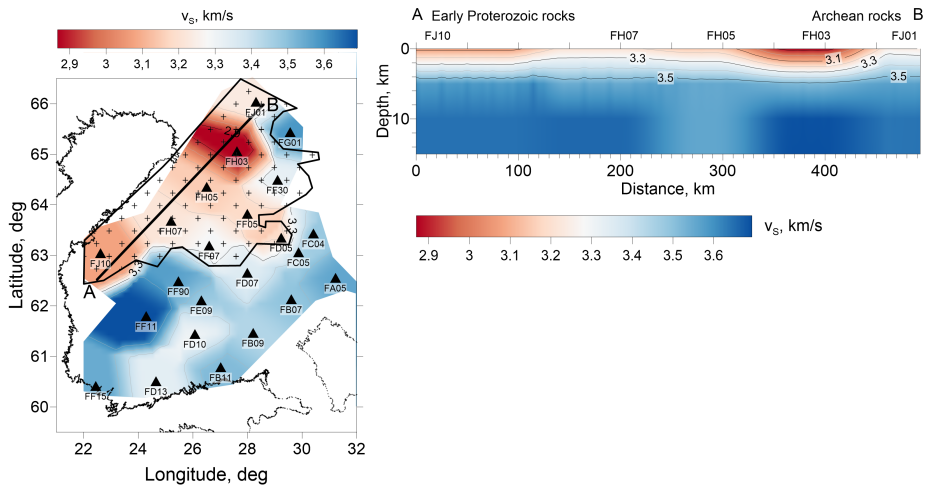 vS, km/s
2,9 3 3,1 3,2 3,3 3,4 3,5 3,6
66
65
64
63
62
61
60
Latitude, deg
22 24 26 28 30 32
Longitude, deg
FJ01
B
FG01
FH03
FF30
FH05
FF05
3.3
FH07
FD05
FC04
FF07
FC05
FJ10
3.3
A
FD07
FA05
FF90
FE09
FB07
FF11
FD10
FB09
FB11
FF15
FD13
A Early Proterozoic rocks Archean rocks B
FJ10 FH07 FH05 FH03 FJ01
0
10
Depth, km
3.3 3.1 3.3
3.5 3.5
0 100 200 300 400
Distance, km
vS, km/s
2.9 3 3.1 3.2 3.3 3.4 3.5 3.6